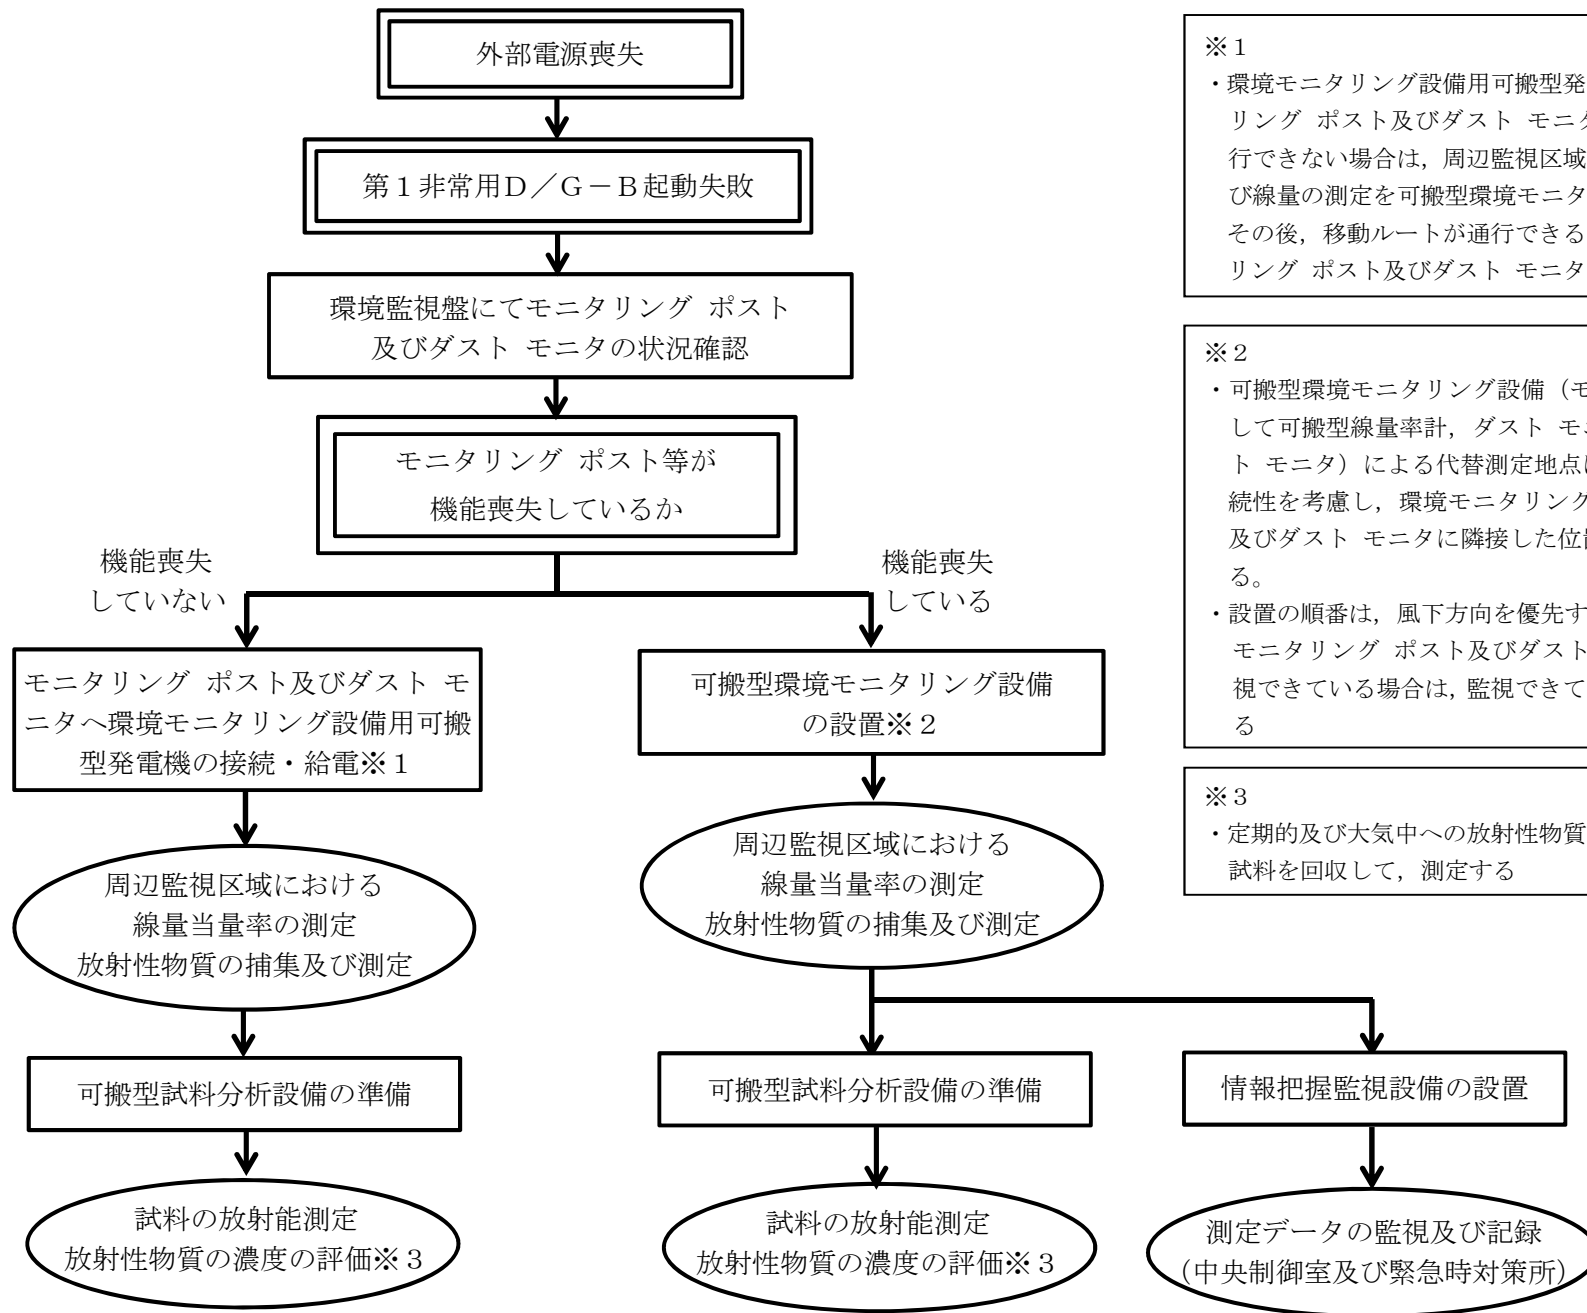 外部電源喪失
第１非常用Ｄ／Ｇ－Ｂ起動失敗
環境監視盤にてモニタリング ポスト
及びダスト モニタの状況確認
モニタリング ポスト等が
機能喪失しているか
機能喪失
していない
機能喪失
している
モニタリング ポスト及びダスト モ
ニタへ環境モニタリング設備用可搬
型発電機の接続・給電※１
周辺監視区域における
線量当量率の測定
放射性物質の捕集及び測定
可搬型試料分析設備の準備
試料の放射能測定
放射性物質の濃度の評価※３
可搬型環境モニタリング設備
の設置※２
周辺監視区域における
線量当量率の測定
放射性物質の捕集及び測定
可搬型試料分析設備の準備
試料の放射能測定
放射性物質の濃度の評価※３
情報把握監視設備の設置
測定データの監視及び記録
（中央制御室及び緊急時対策所）
※１
・環境モニタリング設備用可搬型発
リング ポスト及びダスト モニタ
行できない場合は，周辺監視区域
び線量の測定を可搬型環境モニタ
その後，移動ルートが通行できる
リング ポスト及びダスト モニタ
※２
・可搬型環境モニタリング設備（モ
して可搬型線量率計，ダスト モニ
ト モニタ）による代替測定地点に
続性を考慮し，環境モニタリング
及びダスト モニタに隣接した位置
る。
・設置の順番は，風下方向を優先す
モニタリング ポスト及びダスト
視できている場合は，監視できて
る
※３
・定期的及び大気中への放射性物質
試料を回収して，測定する